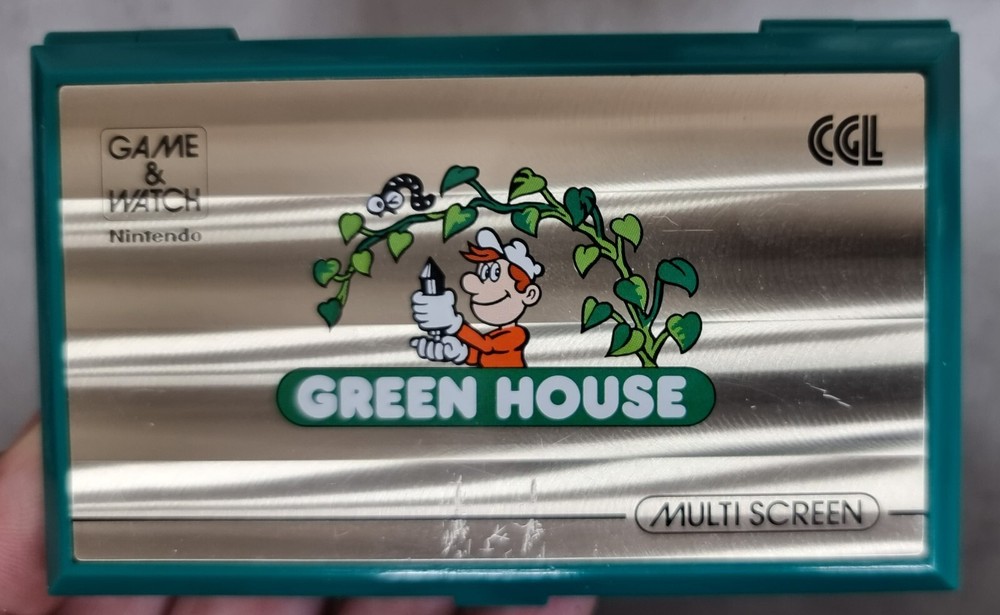 GAME
&
WATCH
Nintendo
CGL
GREEN HOUSE
MULTI SCREEN